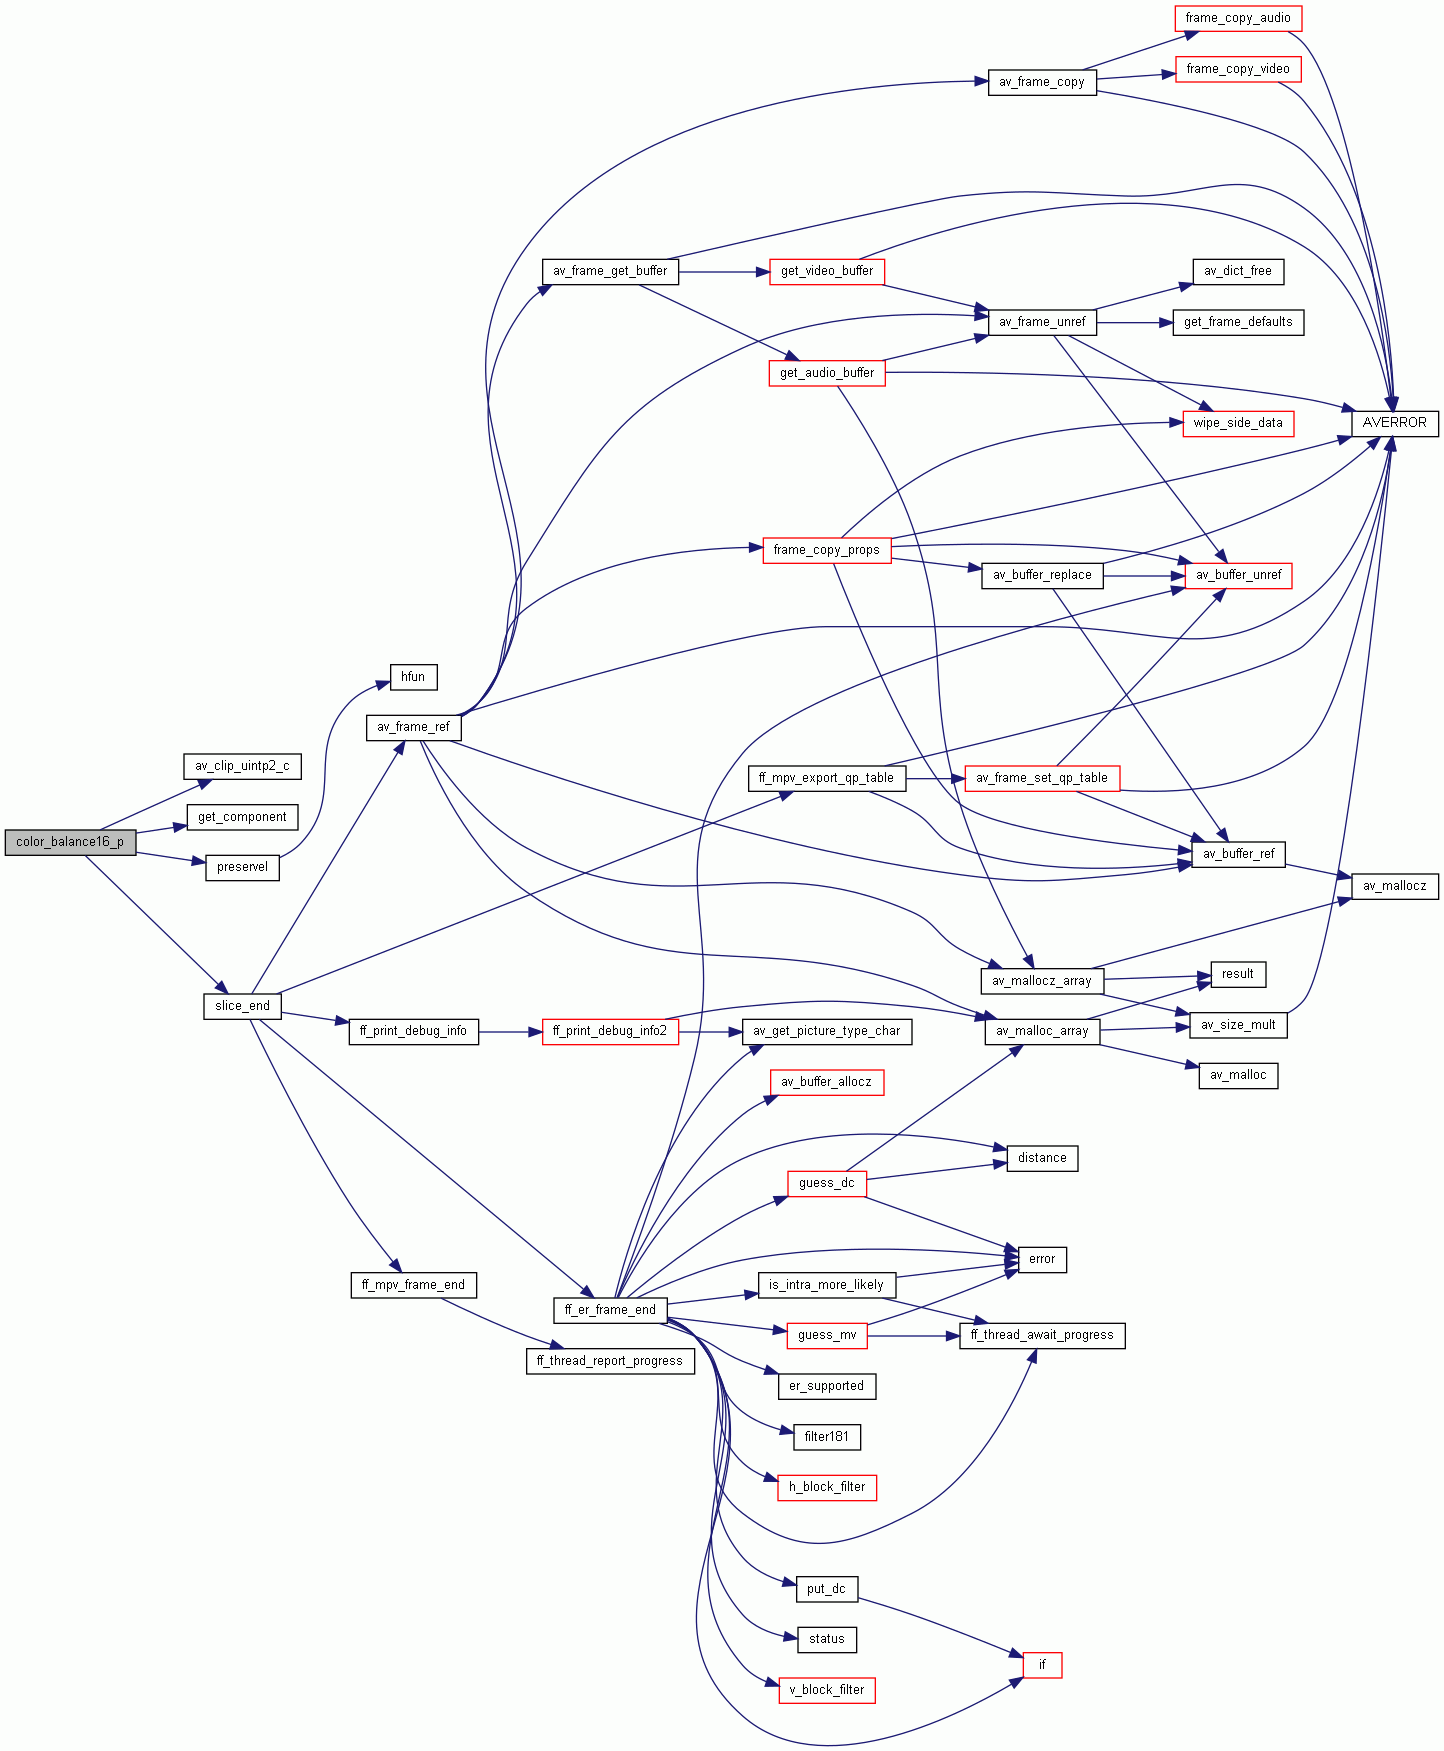 frame_copy_audio
frame_copy_video
av_frame_copy
av_frame_get_buffer
get_video_buffer
av_dict_free
av_frame_unref
get_frame_defaults
get_audio_buffer
wipe_side_data
AVERROR
frame_copy_props
av_buffer_replace
av_buffer_unref
hfun
av_frame_ref
av_clip_uintp2_c
ff_mpv_export_qp_table
av_frame_set_qp_table
get_component
color_balance16_p
preservel
av_buffer_ref
av_mallocz
av_mallocz_array
result
slice_end
ff_print_debug_info
ff_print_debug_info2
av_get_picture_type_char
av_malloc_array
av_size_mult
av_buffer_allocz
av_malloc
distance
guess_dc
error
ff_mpv_frame_end
is_intra_more_likely
ff_er_frame_end
guess_mv
ff_thread_await_progress
ff_thread_report_progress
er_supported
filter181
h_block_filter
put_dc
status
if
v_block_filter